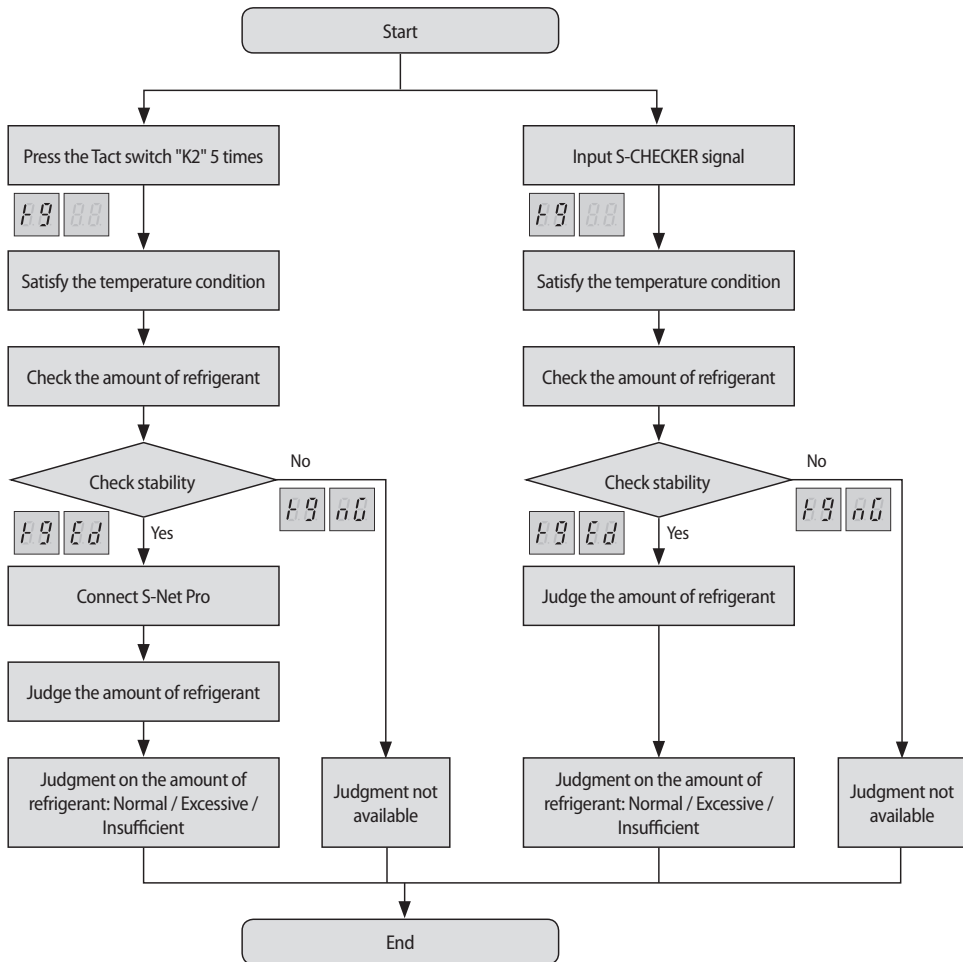 Start
Press the Tact switch "K2" 5 times
Input S-CHECKER signal
Satisfy the temperature condition
Satisfy the temperature condition
Check the amount of refrigerant
Check the amount of refrigerant
Check stability
No
Yes
Check stability
No
Yes
Connect S-Net Pro
Judge the amount of refrigerant
Judge the amount of refrigerant
Judgment on the amount of
refrigerant: Normal / Excessive /
Insufficient
Judgment not
available
Judgment on the amount of
refrigerant: Normal / Excessive /
Insufficient
Judgment not
available
End